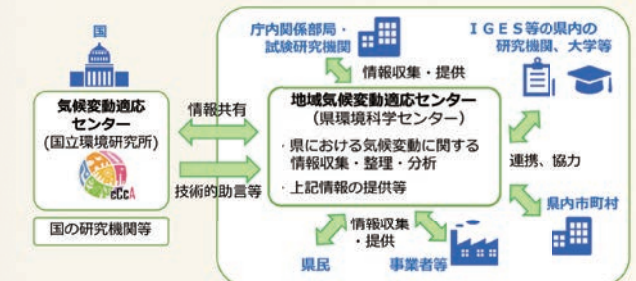 国
気候変動適応
センター
(国立環境研究所)
CCCA
国の研究機関等
情報共有
技術的助言等
庁内関係部局・
試験研究機関
情報収集・提供
ＩＧＥＳ等の県内の
研究機関、大学等
地域気候変動適応センター
(県環境科学センター)
・県における気候変動に関する
情報収集・整理・分析
・上記情報の提供等
連携、協力
県内市町村
情報収集
・提供
県民
事業者等